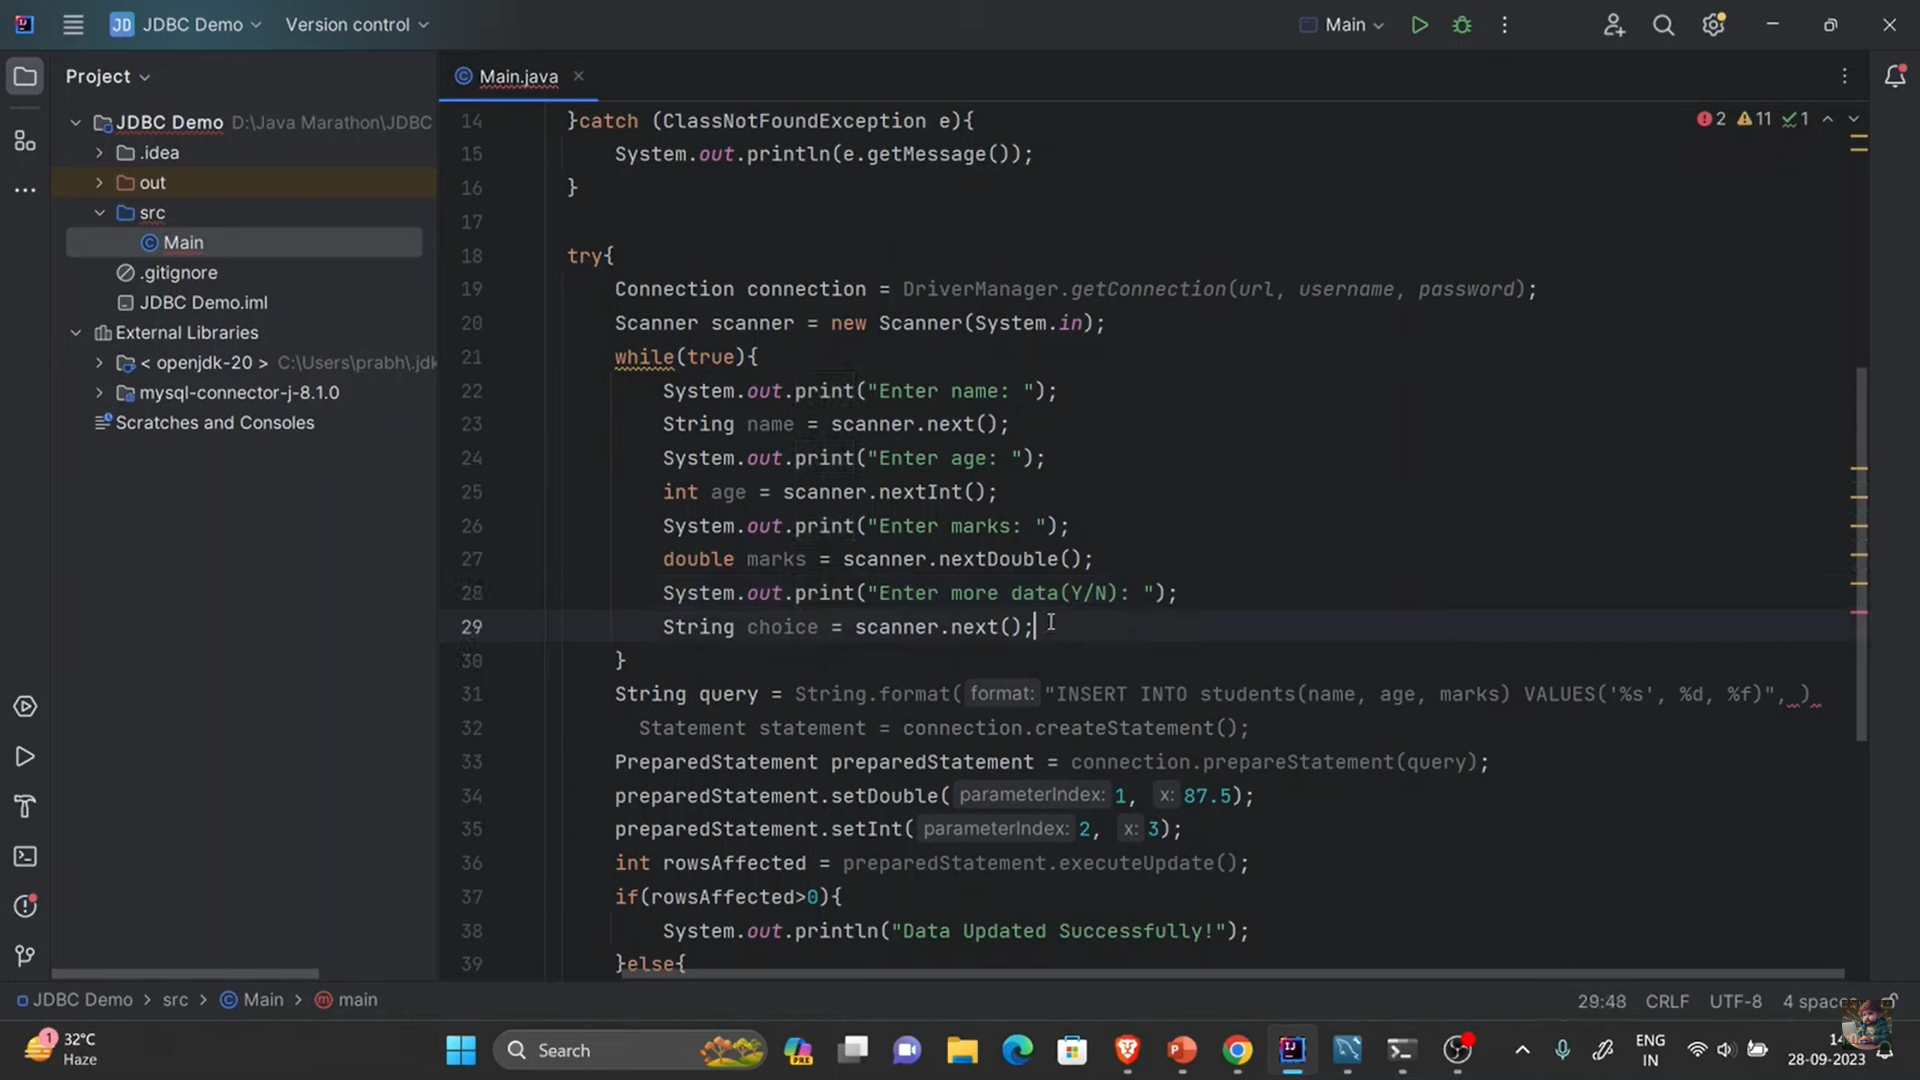 JD JDBC Demo Version control Main
Project
Main.java
JDBC Demo D:\Java Marathon\JDBC
.idea
out
src
Main
.gitignore
JDBC Demo.iml
External Libraries
< openjdk-20 > C:\Users\prabh\.jdk
mysql-connector-j-8.1.0
Scratches and Consoles
2 11 1
14 }catch (ClassNotFoundException e){
15 System.out.println(e.getMessage());
16 }
17
18 try{
19 Connection connection = DriverManager.getConnection(url, username, password);
20 Scanner scanner = new Scanner(System.in);
21 while(true){
22 System.out.print("Enter name: ");
23 String name = scanner.next();
24 System.out.print("Enter age: ");
25 int age = scanner.nextInt();
26 System.out.print("Enter marks: ");
27 double marks = scanner.nextDouble();
28 System.out.print("Enter more data(Y/N): ");
29 String choice = scanner.next();
30 }
31 String query = String.format( format: "INSERT INTO students(name, age, marks) VALUES('%s', %d, %f)", )
32 Statement statement = connection.createStatement();
33 PreparedStatement preparedStatement = connection.prepareStatement(query);
34 preparedStatement.setDouble( parameterIndex: 1, x: 87.5);
35 preparedStatement.setInt( parameterIndex: 2, x: 3);
36 int rowsAffected = preparedStatement.executeUpdate();
37 if(rowsAffected>0){
38 System.out.println("Data Updated Successfully!");
39 }else{
JDBC Demo > src > Main > main
29:48 CRLF UTF-8 4 spaces
1 32°C
Haze
Search
PRE
ENG
IN
28-09-2023